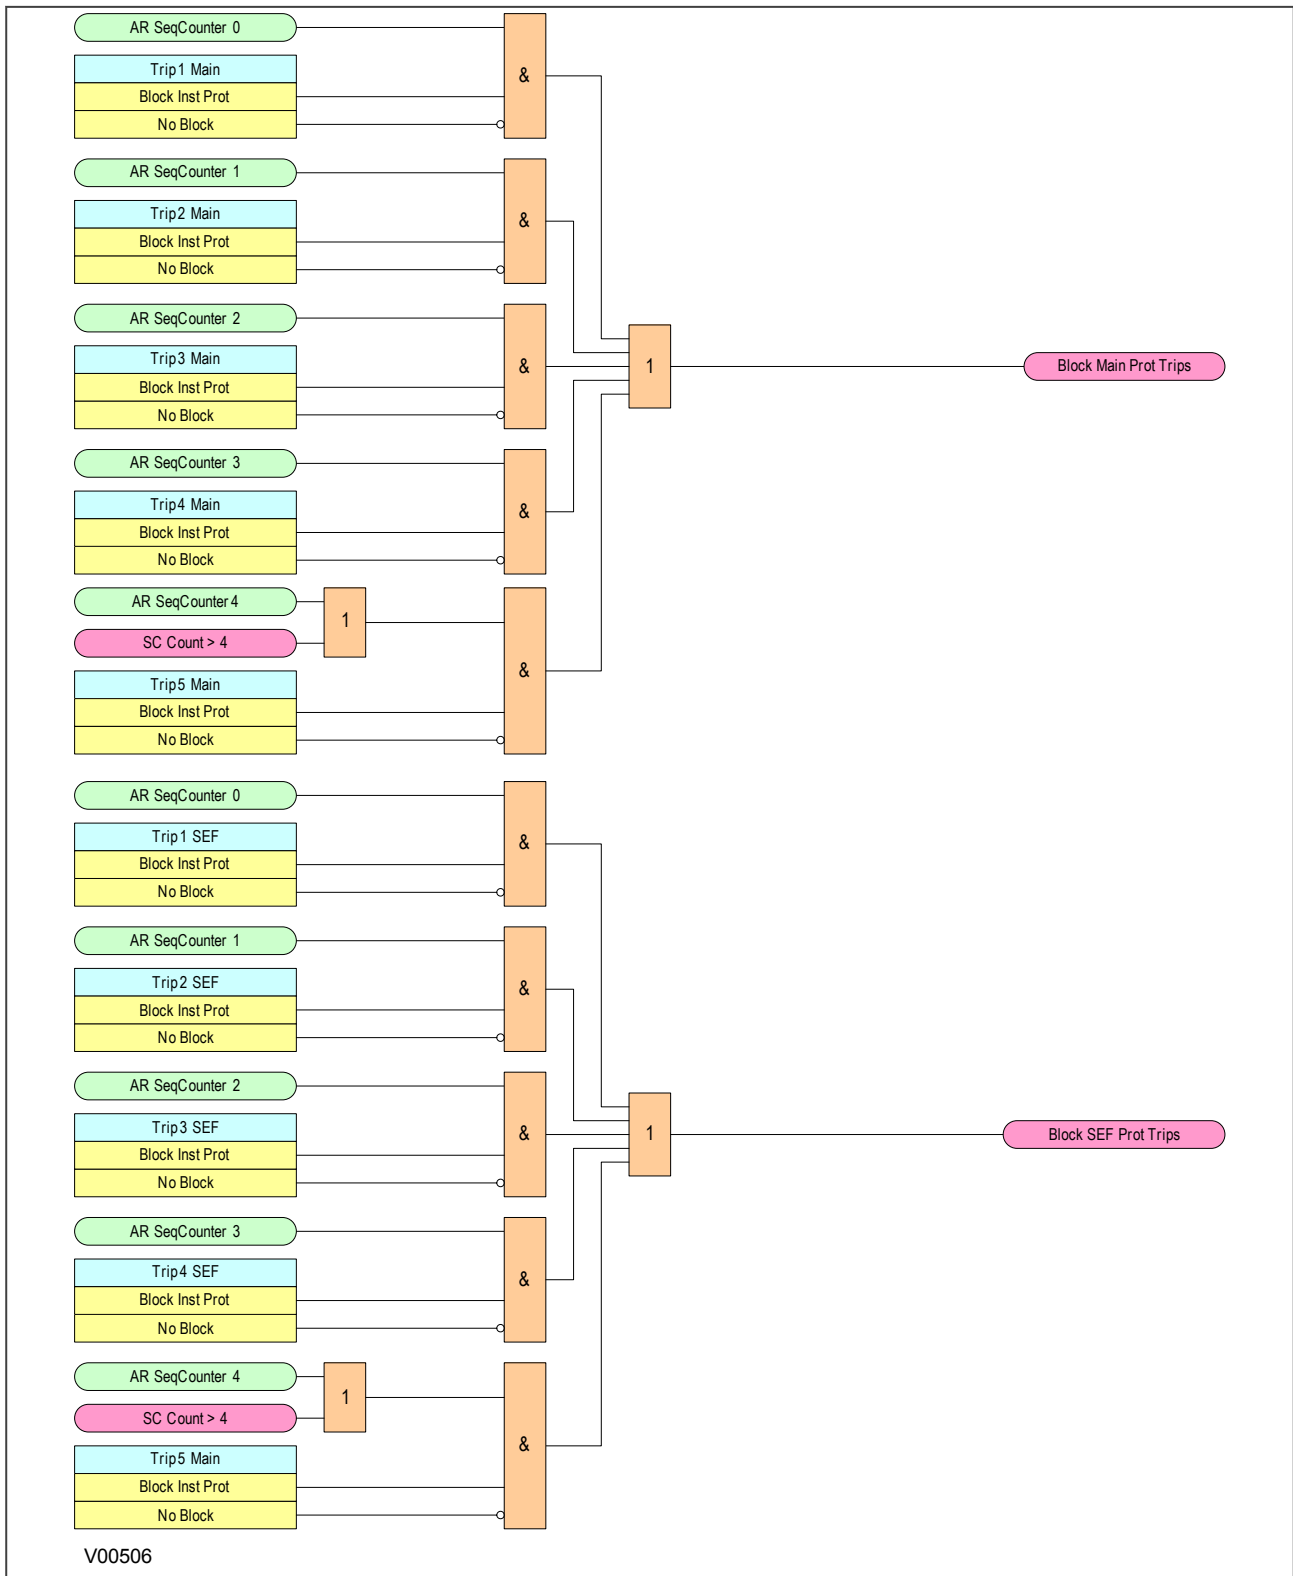 AR SeqCounter 0
Trip1 Main
&
Block Inst Prot
No Block
AR SeqCounter 1
Trip2 Main
&
Block Inst Prot
No Block
AR SeqCounter 2
Trip3 Main
&
1
Block Main Prot Trips
Block Inst Prot
No Block
AR SeqCounter 3
Trip4 Main
&
Block Inst Prot
No Block
AR SeqCounter 4
1
SC Count > 4
&
Trip5 Main
Block Inst Prot
No Block
AR SeqCounter 0
Trip1 SEF
&
Block Inst Prot
No Block
AR SeqCounter 1
Trip2 SEF
&
Block Inst Prot
No Block
AR SeqCounter 2
Trip3 SEF
&
1
Block SEF Prot Trips
Block Inst Prot
No Block
AR SeqCounter 3
Trip4 SEF
&
Block Inst Prot
No Block
AR SeqCounter 4
1
SC Count > 4
&
Trip5 Main
Block Inst Prot
No Block
V00506